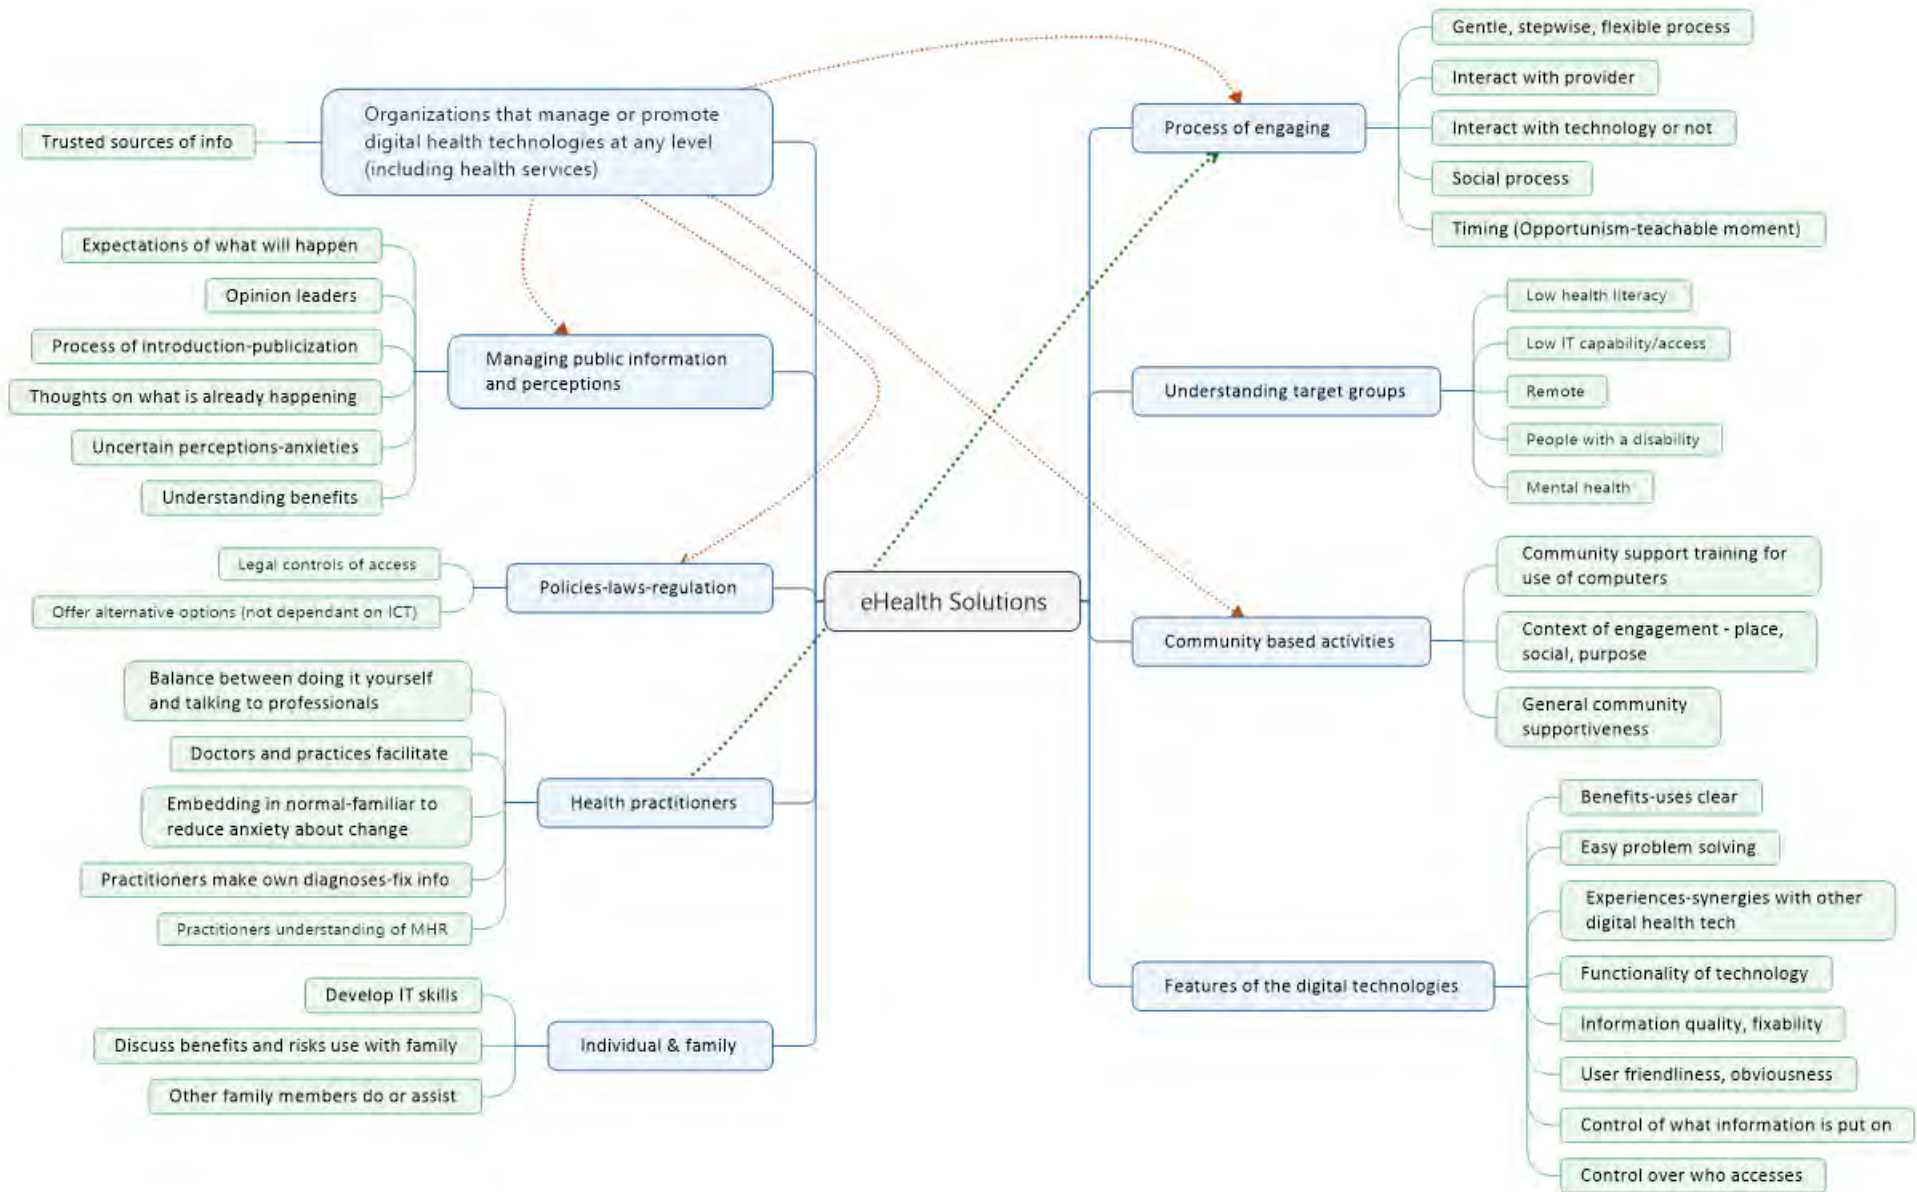 Trusted sources of info
Organizations that manage or promote
digital health technologies at any level
(including health services)
Expectations of what will happen
Opinion leaders
Process of introduction-publicization
Thoughts on what is already happening
Uncertain perceptions-anxieties
Understanding benefits
Managing public information
and perceptions
Legal controls of access
Offer alternative options (not dependant on ICT)
Policies-laws-regulation
Balance between doing it yourself
and talking to professionals
Doctors and practices facilitate
Embedding in normal-familiar to
reduce anxiety about change
Practitioners make own diagnoses-fix info
Practitioners understanding of MHR
Health practitioners
Develop IT skills
Discuss benefits and risks use with family
Other family members do or assist
Individual & family
eHealth Solutions
Process of engaging
Gentle, stepwise, flexible process
Interact with provider
Interact with technology or not
Social process
Timing (Opportunism-teachable moment)
Understanding target groups
Low health literacy
Low IT capability/access
Remote
People with a disability
Mental health
Community based activities
Community support training for
use of computers
Context of engagement - place,
social, purpose
General community
supportiveness
Features of the digital technologies
Benefits-uses clear
Easy problem solving
Experiences-synergies with other
digital health tech
Functionality of technology
Information quality, fixability
User friendliness, obviousness
Control of what information is put on
Control over who accesses